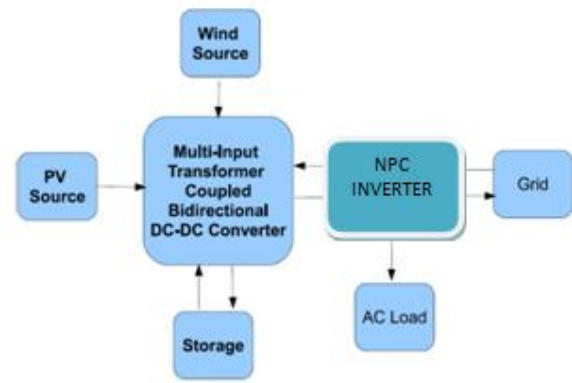 Wind
Source
PV
Source
Multi-Input
Transformer
Coupled
Bidirectional
DC-DC Converter
NPC
INVERTER
Grid
AC Load
Storage